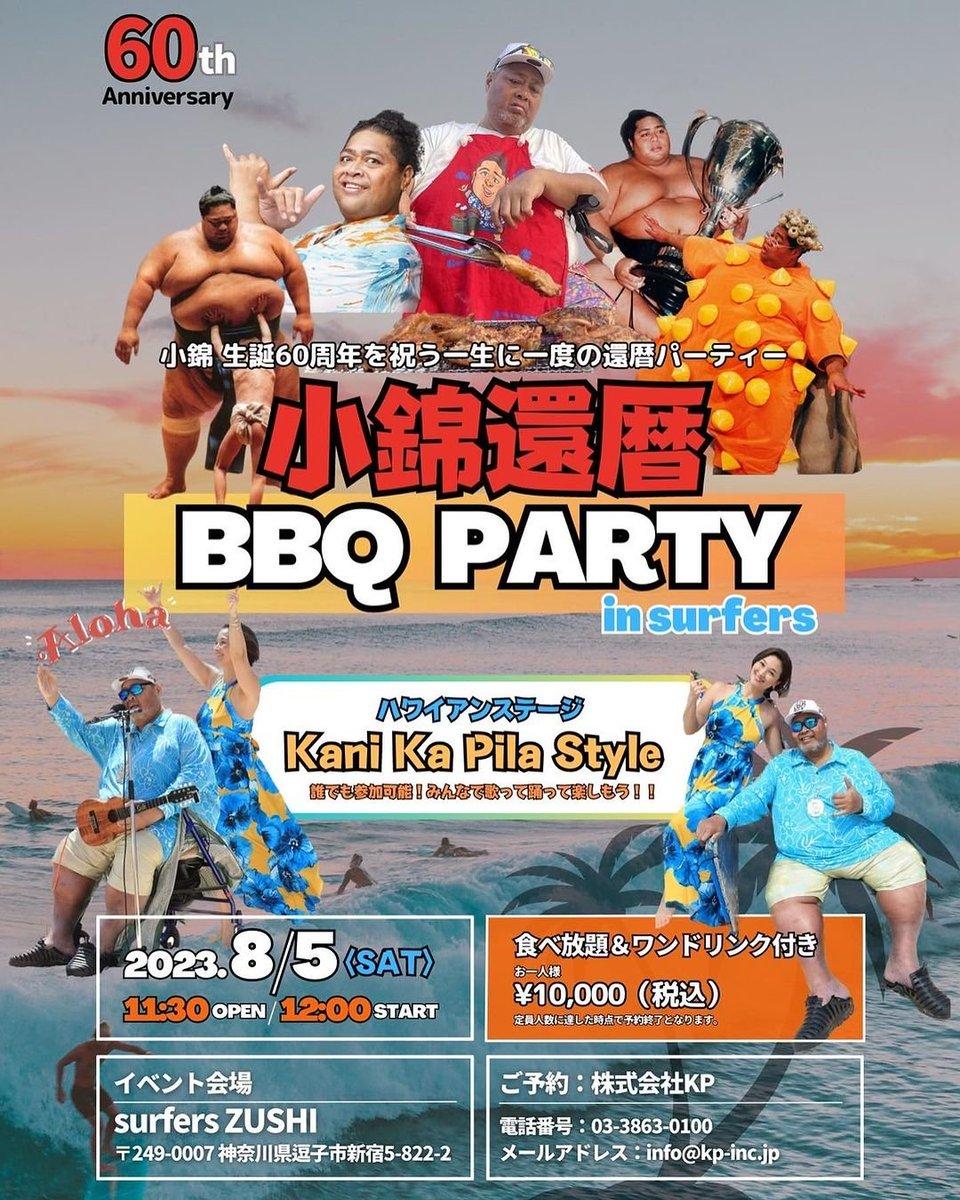 60th
Anniversary
小錦 生誕60周年を祝う一生に一度の還暦パーティー
小錦還暦
BBQ PARTY
in surfers
Aloha
ハワイアンステージ
Kani Ka Pila Style
誰でも参加可能！みんなで歌って踊って楽しもう！！
2023.8/5〈SAT〉
11:30 OPEN / 12:00 START
食べ放題＆ワンドリンク付き
お一人様
¥10,000（税込）
定員人数に達した時点で予約終了となります。
イベント会場
surfers ZUSHI
〒249-0007 神奈川県逗子市新宿5-822-2
ご予約：株式会社KP
電話番号：03-3863-0100
メールアドレス：info@kp-inc.jp